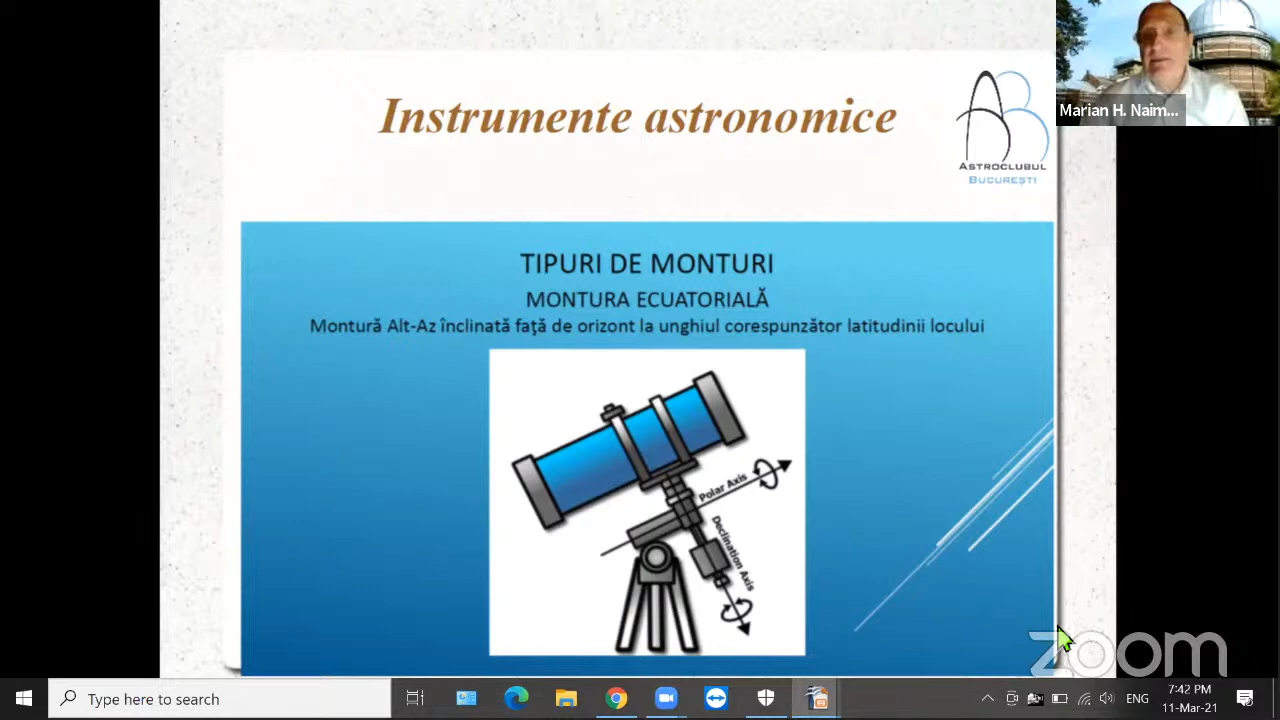 Instrumente astronomice
ASTROCLUBUL
BUCUREȘTI
Marian H. Naim...
TIPURI DE MONTURI
MONTURA ECUATORIALĂ
Montură Alt-Az înclinată faţă de orizont la unghiul corespunzător latitudinii locului
Polar Axis
Declination Axis
zoom
Type here to search
ENG
7:42 PM
11-Mar-21